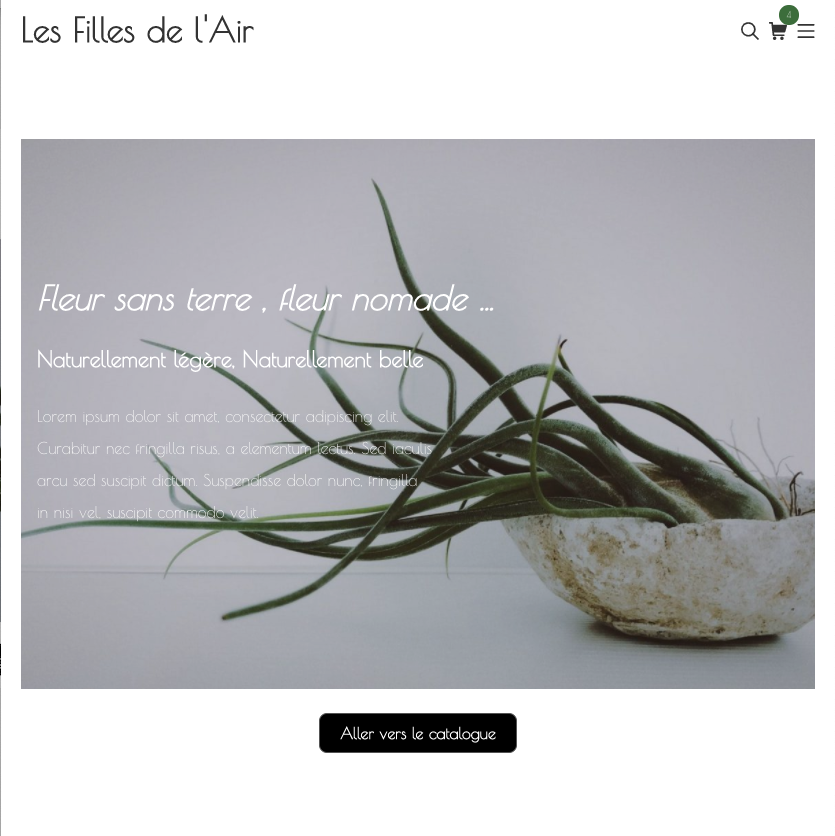 Les Filles de l'Air
4
Fleur sans terre , fleur nomade ...
Naturellement légère, Naturellement belle
Lorem ipsum dolor sit amet, consectetur adipiscing elit.
Curabitur nec fringilla risus, a elementum lectus. Sed iaculis
arcu sed suscipit dictum. Suspendisse dolor nunc, fringilla
in nisi vel, suscipit commodo velit.
Aller vers le catalogue